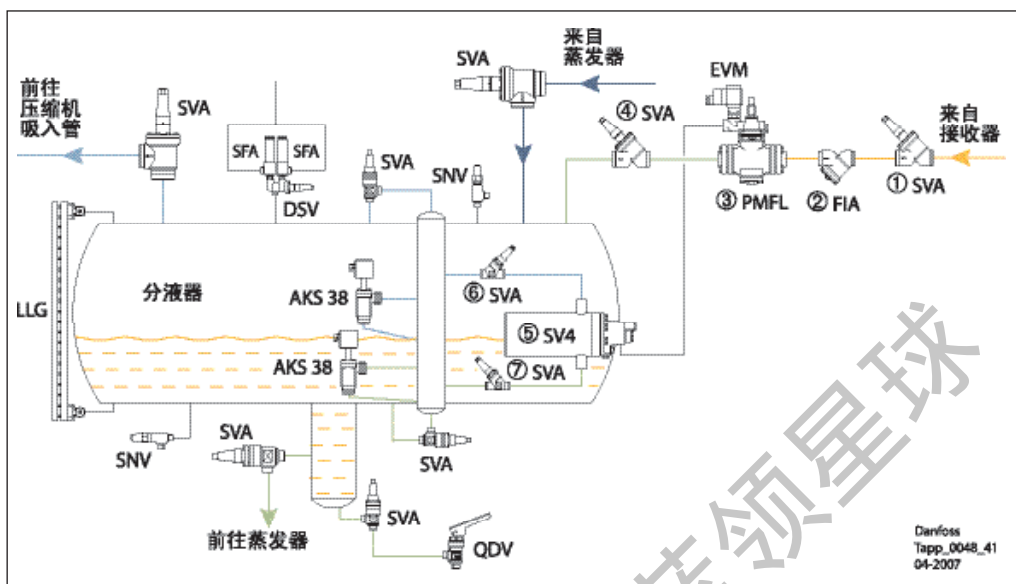 来自
蒸发器
SVA
EVM
前往
压缩机
吸入管
SVA
④ SVA
来自
接收器
SFA
SFA
SVA
SNV
DSV
③ PMFL
② FIA
① SVA
分液器
AKS 38
⑥ SVA
LLG
⑤ SV4
AKS 38
⑦ SVA
SNV
SVA
SVA
前往蒸发器
SVA
QDV
Danfoss
Tapp_0048_41
04-2007
领星球